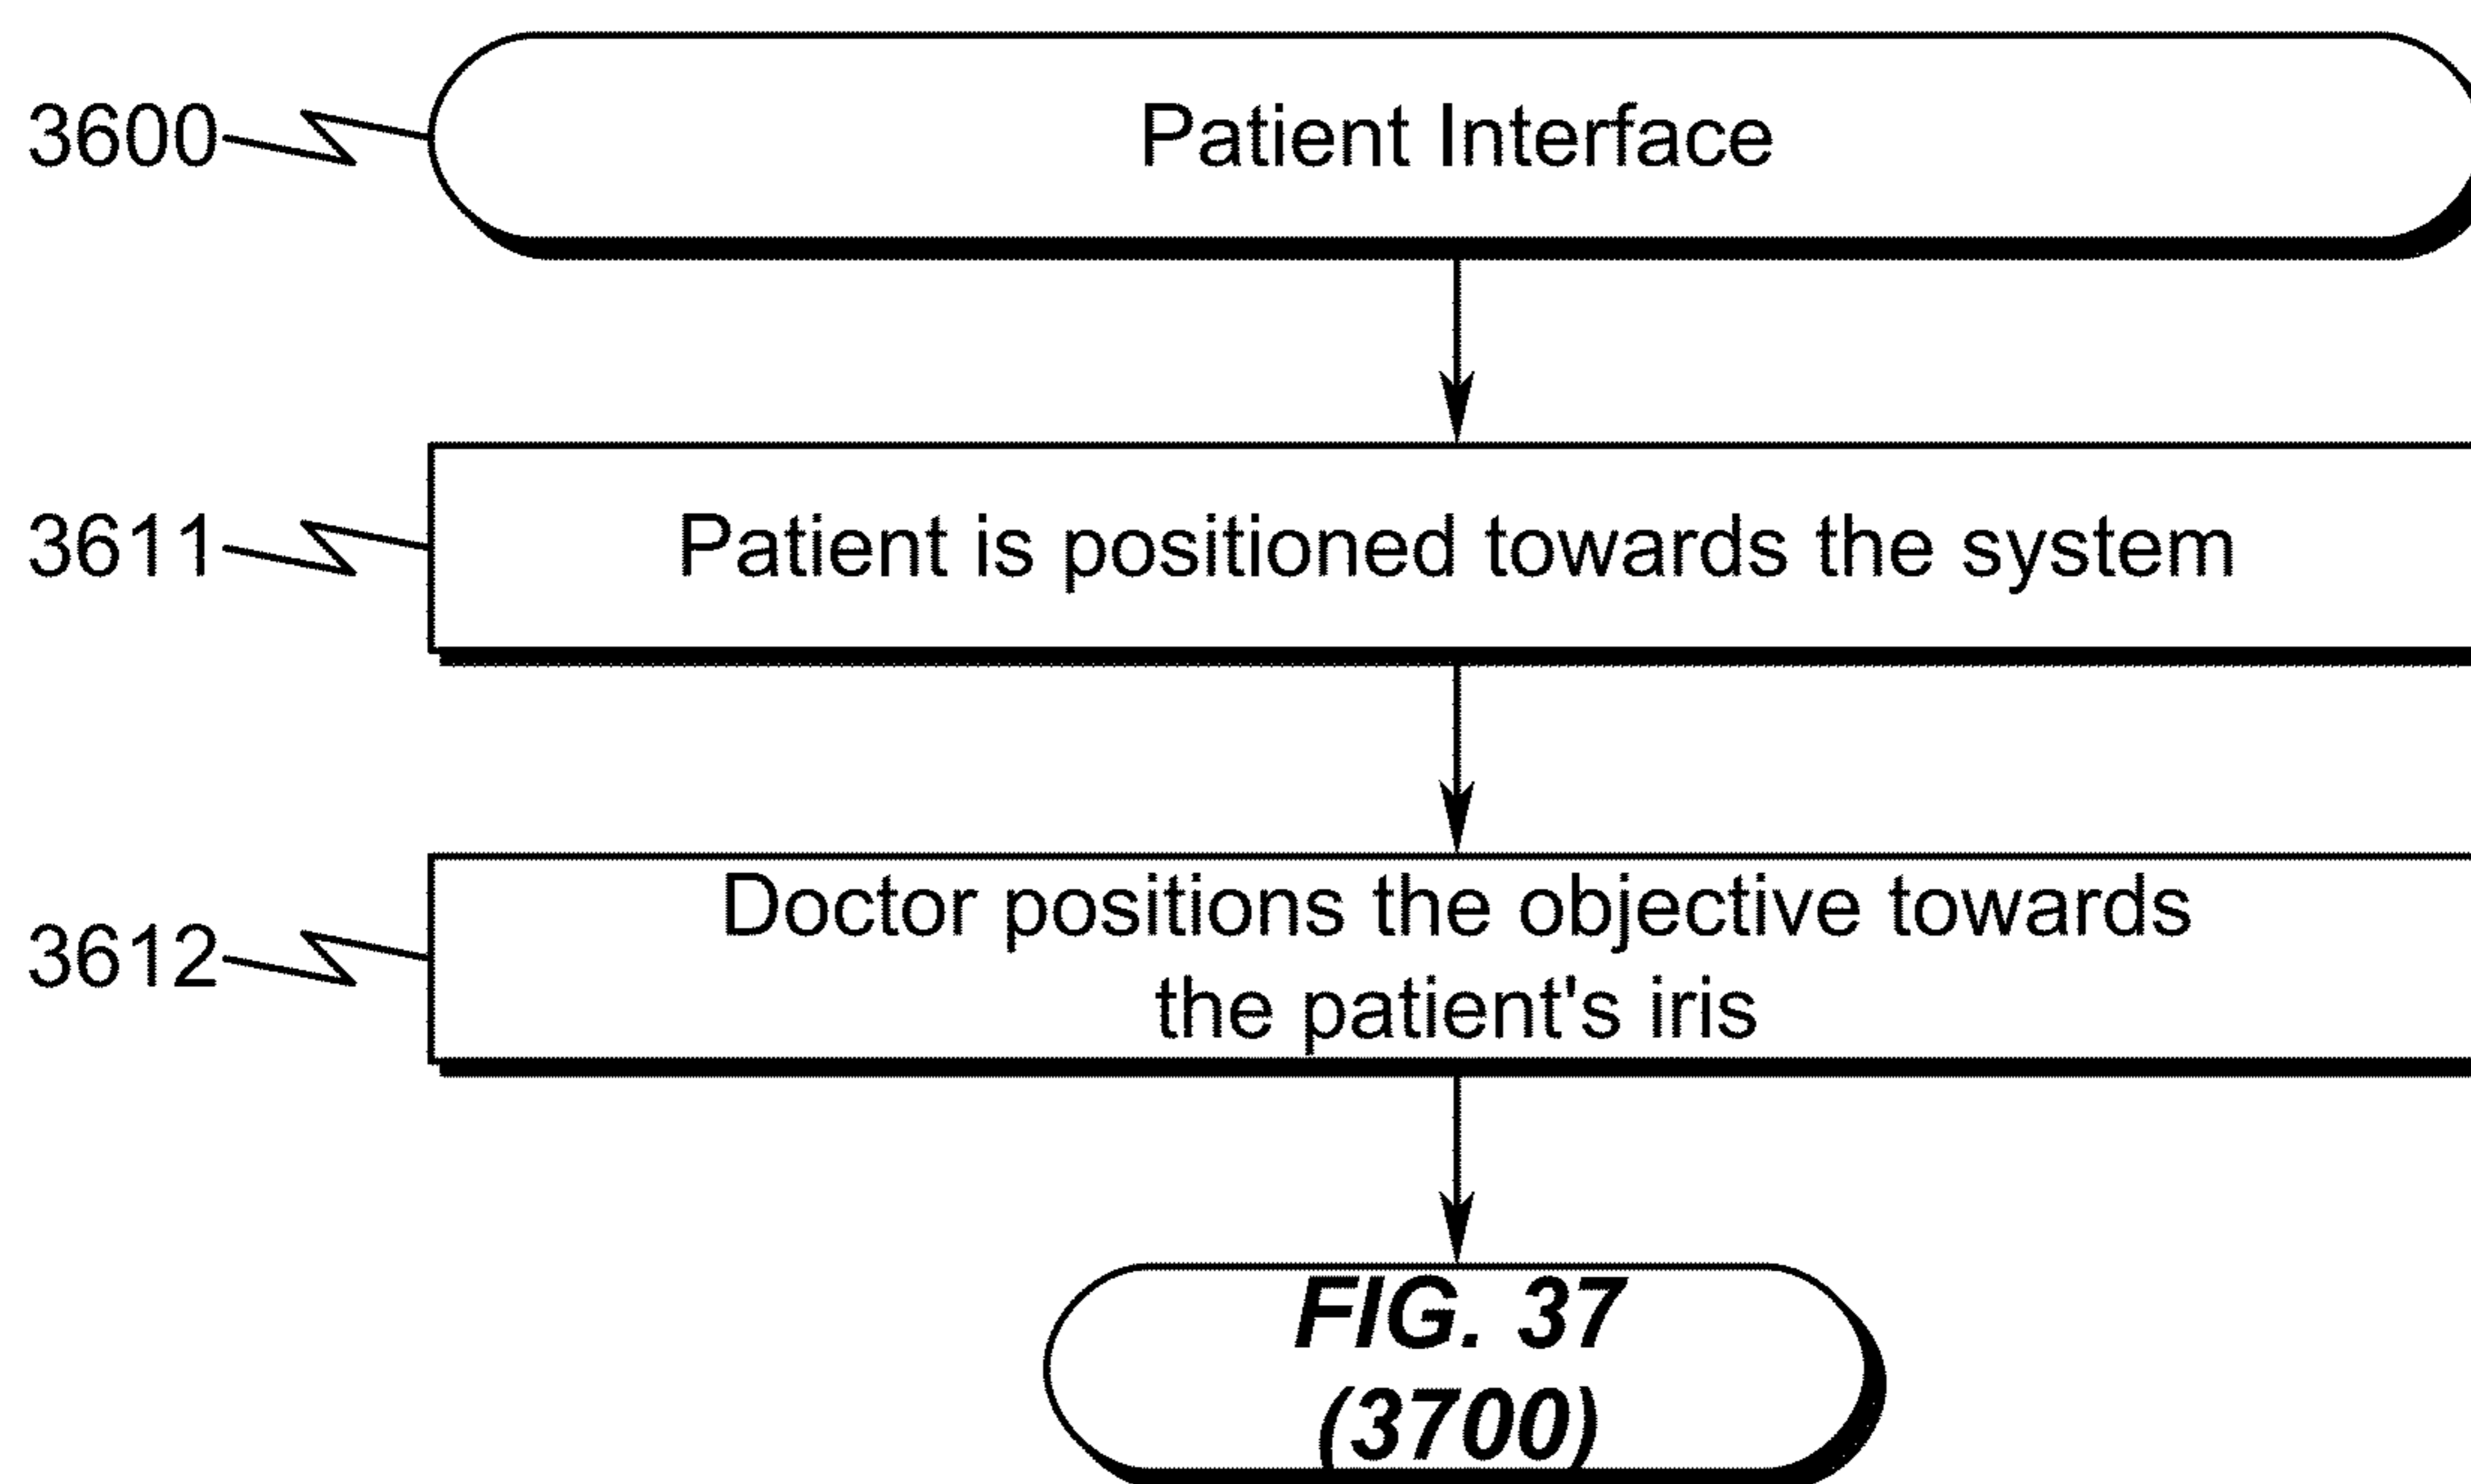 3600
Patient Interface
3611
Patient is positioned towards the system
3612
Doctor positions the objective towards
the patient's iris
FIG. 37
(3700)